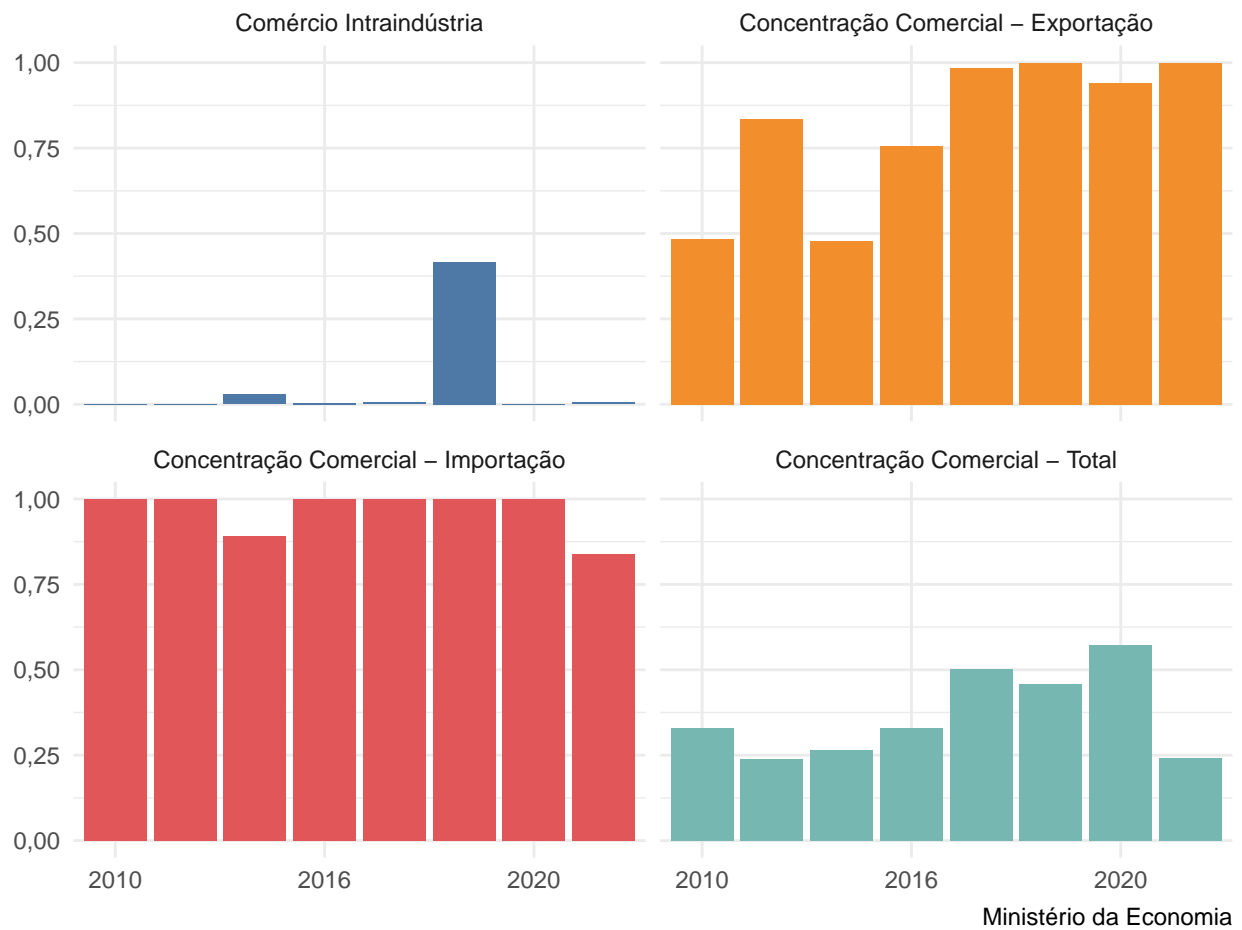 Comércio Intraindústria
Concentração Comercial – Exportação
1,00
0,75
0,50
0,25
0,00
Concentração Comercial – Importação
Concentração Comercial – Total
1,00
0,75
0,50
0,25
0,00
2010 2016 2020 2010 2016 2020
Ministério da Economia